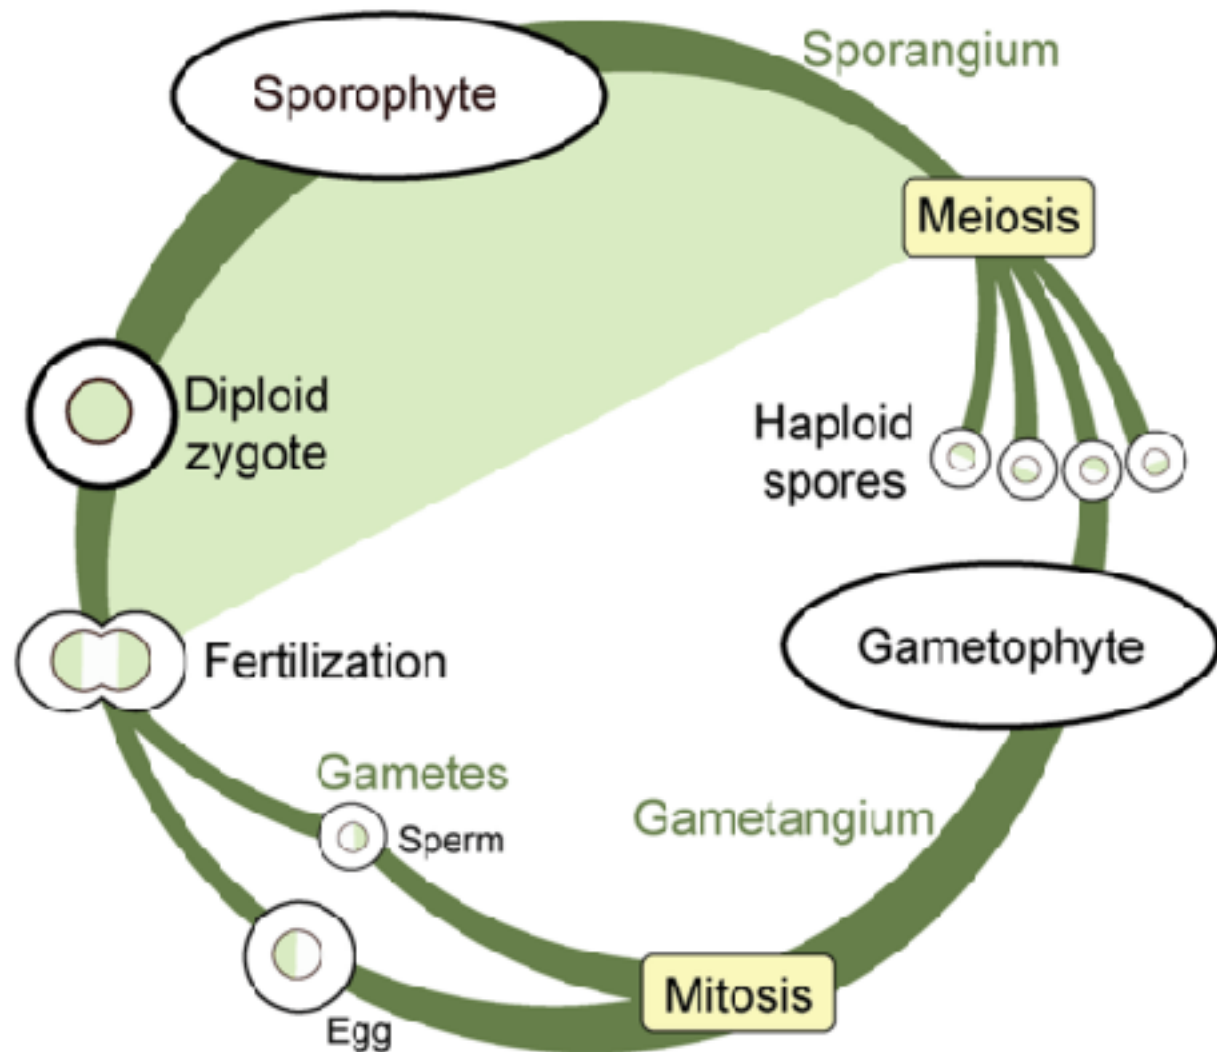 Sporangium
Sporophyte
Meiosis
Diploid
zygote
Haploid
spores
Fertilization
Gametophyte
Gametes
Sperm
Gametangium
Egg
Mitosis